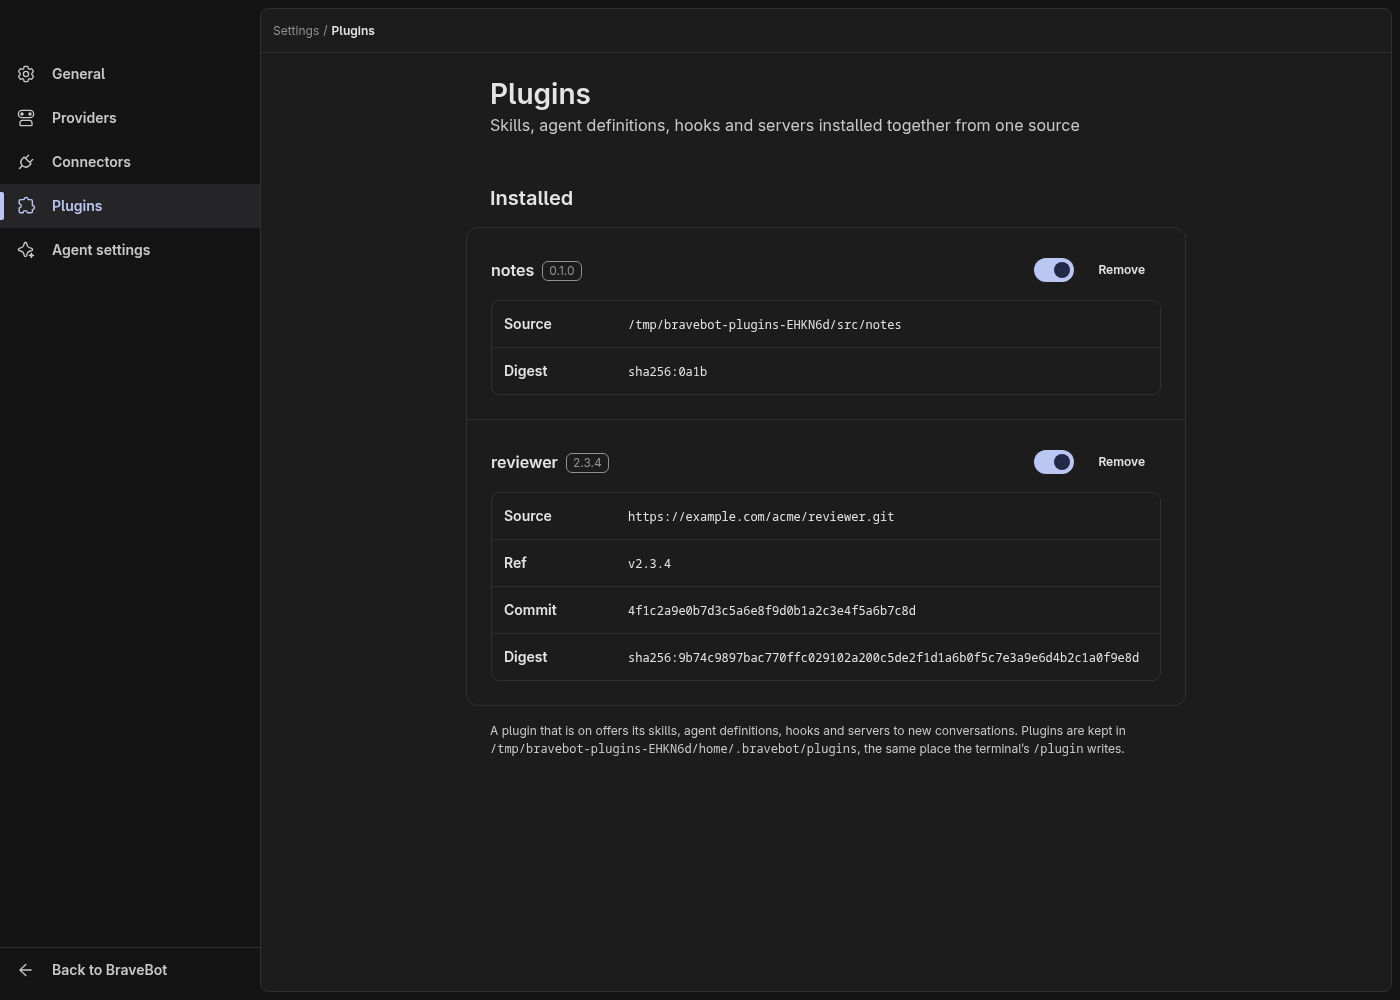 Settings / Plugins
General
Providers
Connectors
Plugins
Agent settings
Back to BraveBot
Plugins
Skills, agent definitions, hooks and servers installed together from one source
Installed
notes 0.1.0 Remove
Source /tmp/bravebot-plugins-EHKN6d/src/notes
Digest sha256:0a1b
reviewer 2.3.4 Remove
Source https://example.com/acme/reviewer.git
Ref v2.3.4
Commit 4f1c2a9e0b7d3c5a6e8f9d0b1a2c3e4f5a6b7c8d
Digest sha256:9b74c9897bac770ffc029102a200c5de2f1d1a6b0f5c7e3a9e6d4b2c1a0f9e8d
A plugin that is on offers its skills, agent definitions, hooks and servers to new conversations. Plugins are kept in
/tmp/bravebot-plugins-EHKN6d/home/.bravebot/plugins, the same place the terminal's /plugin writes.